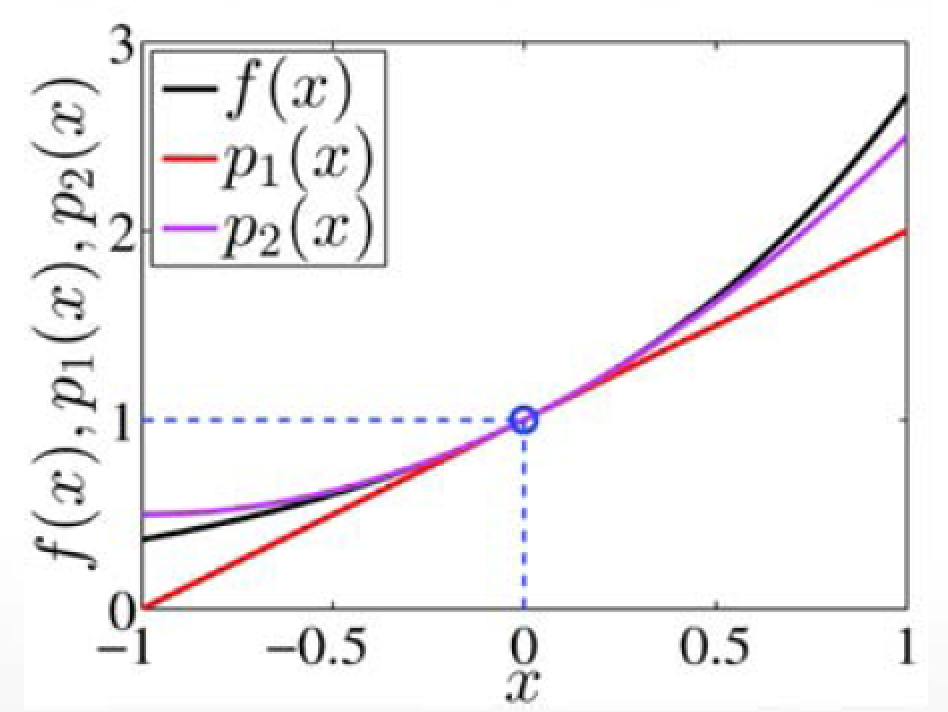 f(x), p₁(x), p₂(x)
3
2
1
0
f(x)
p₁(x)
p₂(x)
−1 −0.5 0 0.5 1
x